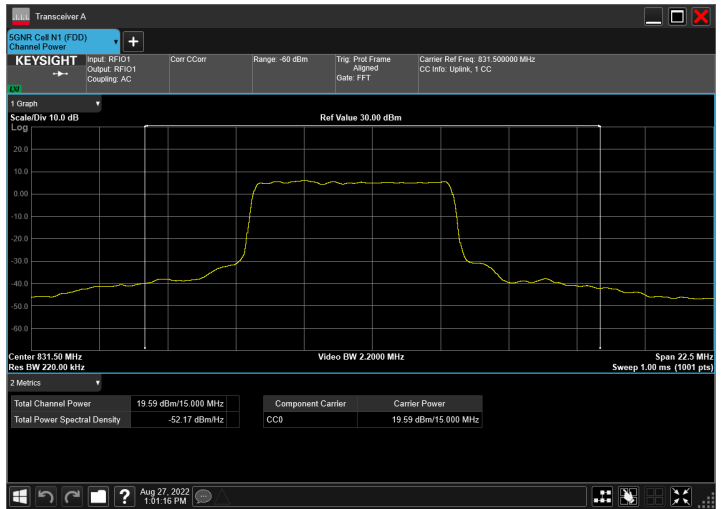 Transceiver A
5GNR Cell N1 (FDD)
Channel Power
KEYSIGHT
LXI
Input: RFIO1
Output: RFIO1
Coupling: AC
Corr CCorr
Range: -60 dBm
Trig: Prot Frame
Aligned
Gate: FFT
Carrier Ref Freq: 831.500000 MHz
CC Info: Uplink, 1 CC
1 Graph
Scale/Div 10.0 dB
Ref Value 30.00 dBm
Log
20.0
10.0
0.00
-10.0
-20.0
-30.0
-40.0
-50.0
-60.0
Center 831.50 MHz
Video BW 2.2000 MHz
Span 22.5 MHz
Res BW 220.00 kHz
Sweep 1.00 ms (1001 pts)
2 Metrics
Total Channel Power 19.59 dBm/15.000 MHz
Total Power Spectral Density -52.17 dBm/Hz
Component Carrier Carrier Power
CC0 19.59 dBm/15.000 MHz
?
Aug 27, 2022
1:01:16 PM